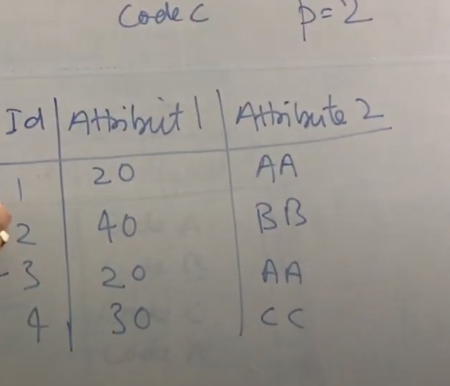 Code C p=2
Id Attribut 1 Attribute 2
1 20 AA
2 40 BB
3 20 AA
4 30 CC